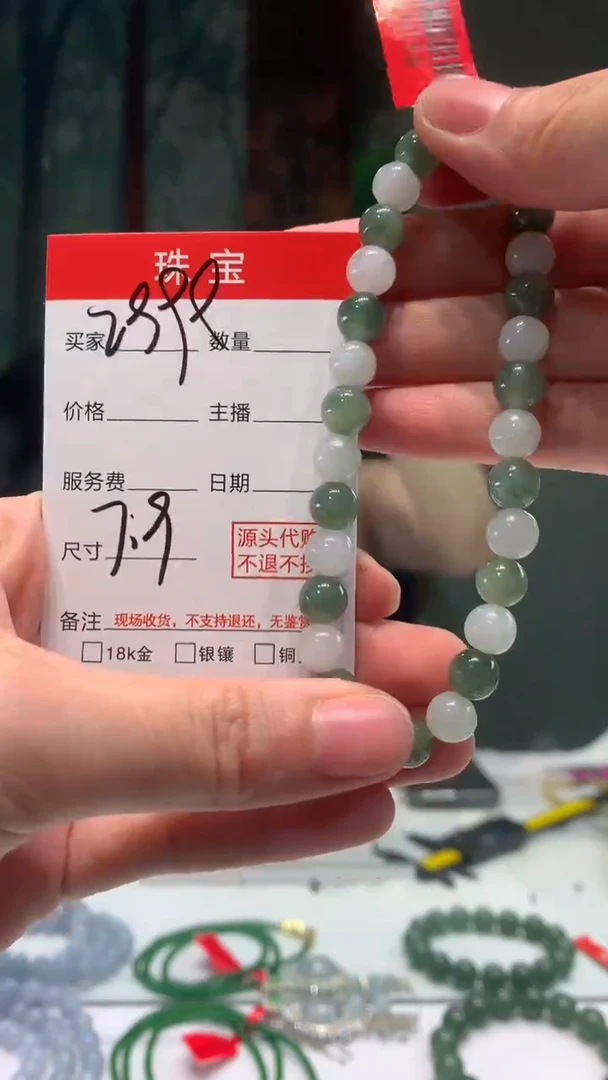 珠宝
2399
买家 数量
价格 主播
服务费 日期
7.9
尺寸
源头代购
不退不换
备注 现场收货，不支持退还，无鉴赏
18k金 银镶 铜